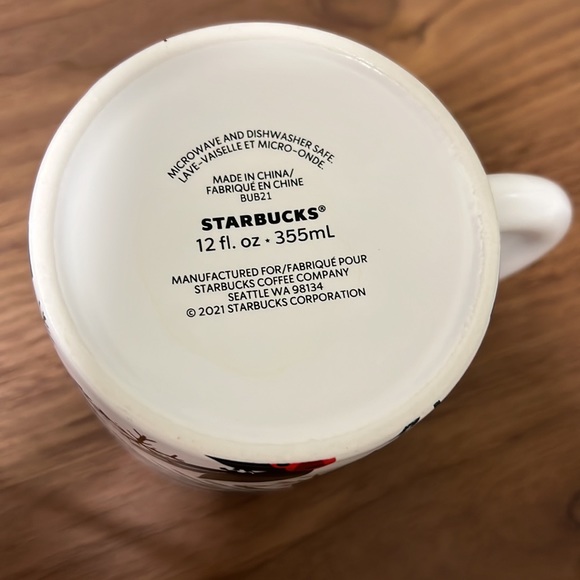 MICROWAVE AND DISHWASHER SAFE.
LAVE-VAISELLE ET MICRO-ONDE.
MADE IN CHINA/
FABRIQUÉ EN CHINE
BUB21
STARBUCKS®
12 fl. oz • 355mL
MANUFACTURED FOR/FABRIQUÉ POUR
STARBUCKS COFFEE COMPANY
SEATTLE WA 98134
© 2021 STARBUCKS CORPORATION